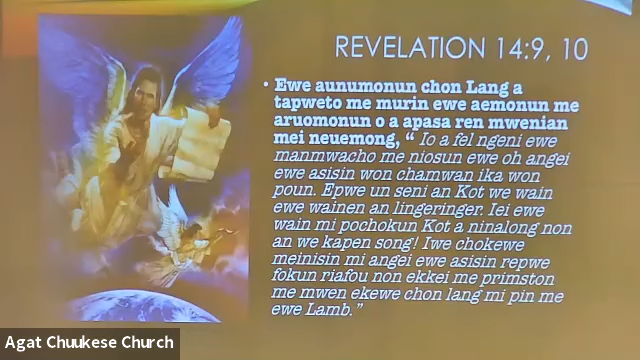 REVELATION 14:9, 10
• Ewe aunumonun chon Lang a
tapweto me murin ewe aemonun me
aruomonun o a apasa ren mwenian
mei neuemong, “ Io a fel ngeni ewe
manmwacho me niosun ewe oh angei
ewe asisin won chamwan ika won
poun. Epwe un seni an Kot we wain
ewe wainen an lingeringer. Iei ewe
wain mi pochokun Kot a ninalong non
an we kapen song! Iwe chokewe
meinisin mi angei ewe asisin repwe
fokun riafou non ekkei me primston
me mwen ekewe chon lang mi pin me
ewe Lamb.”
Agat Chuukese Church